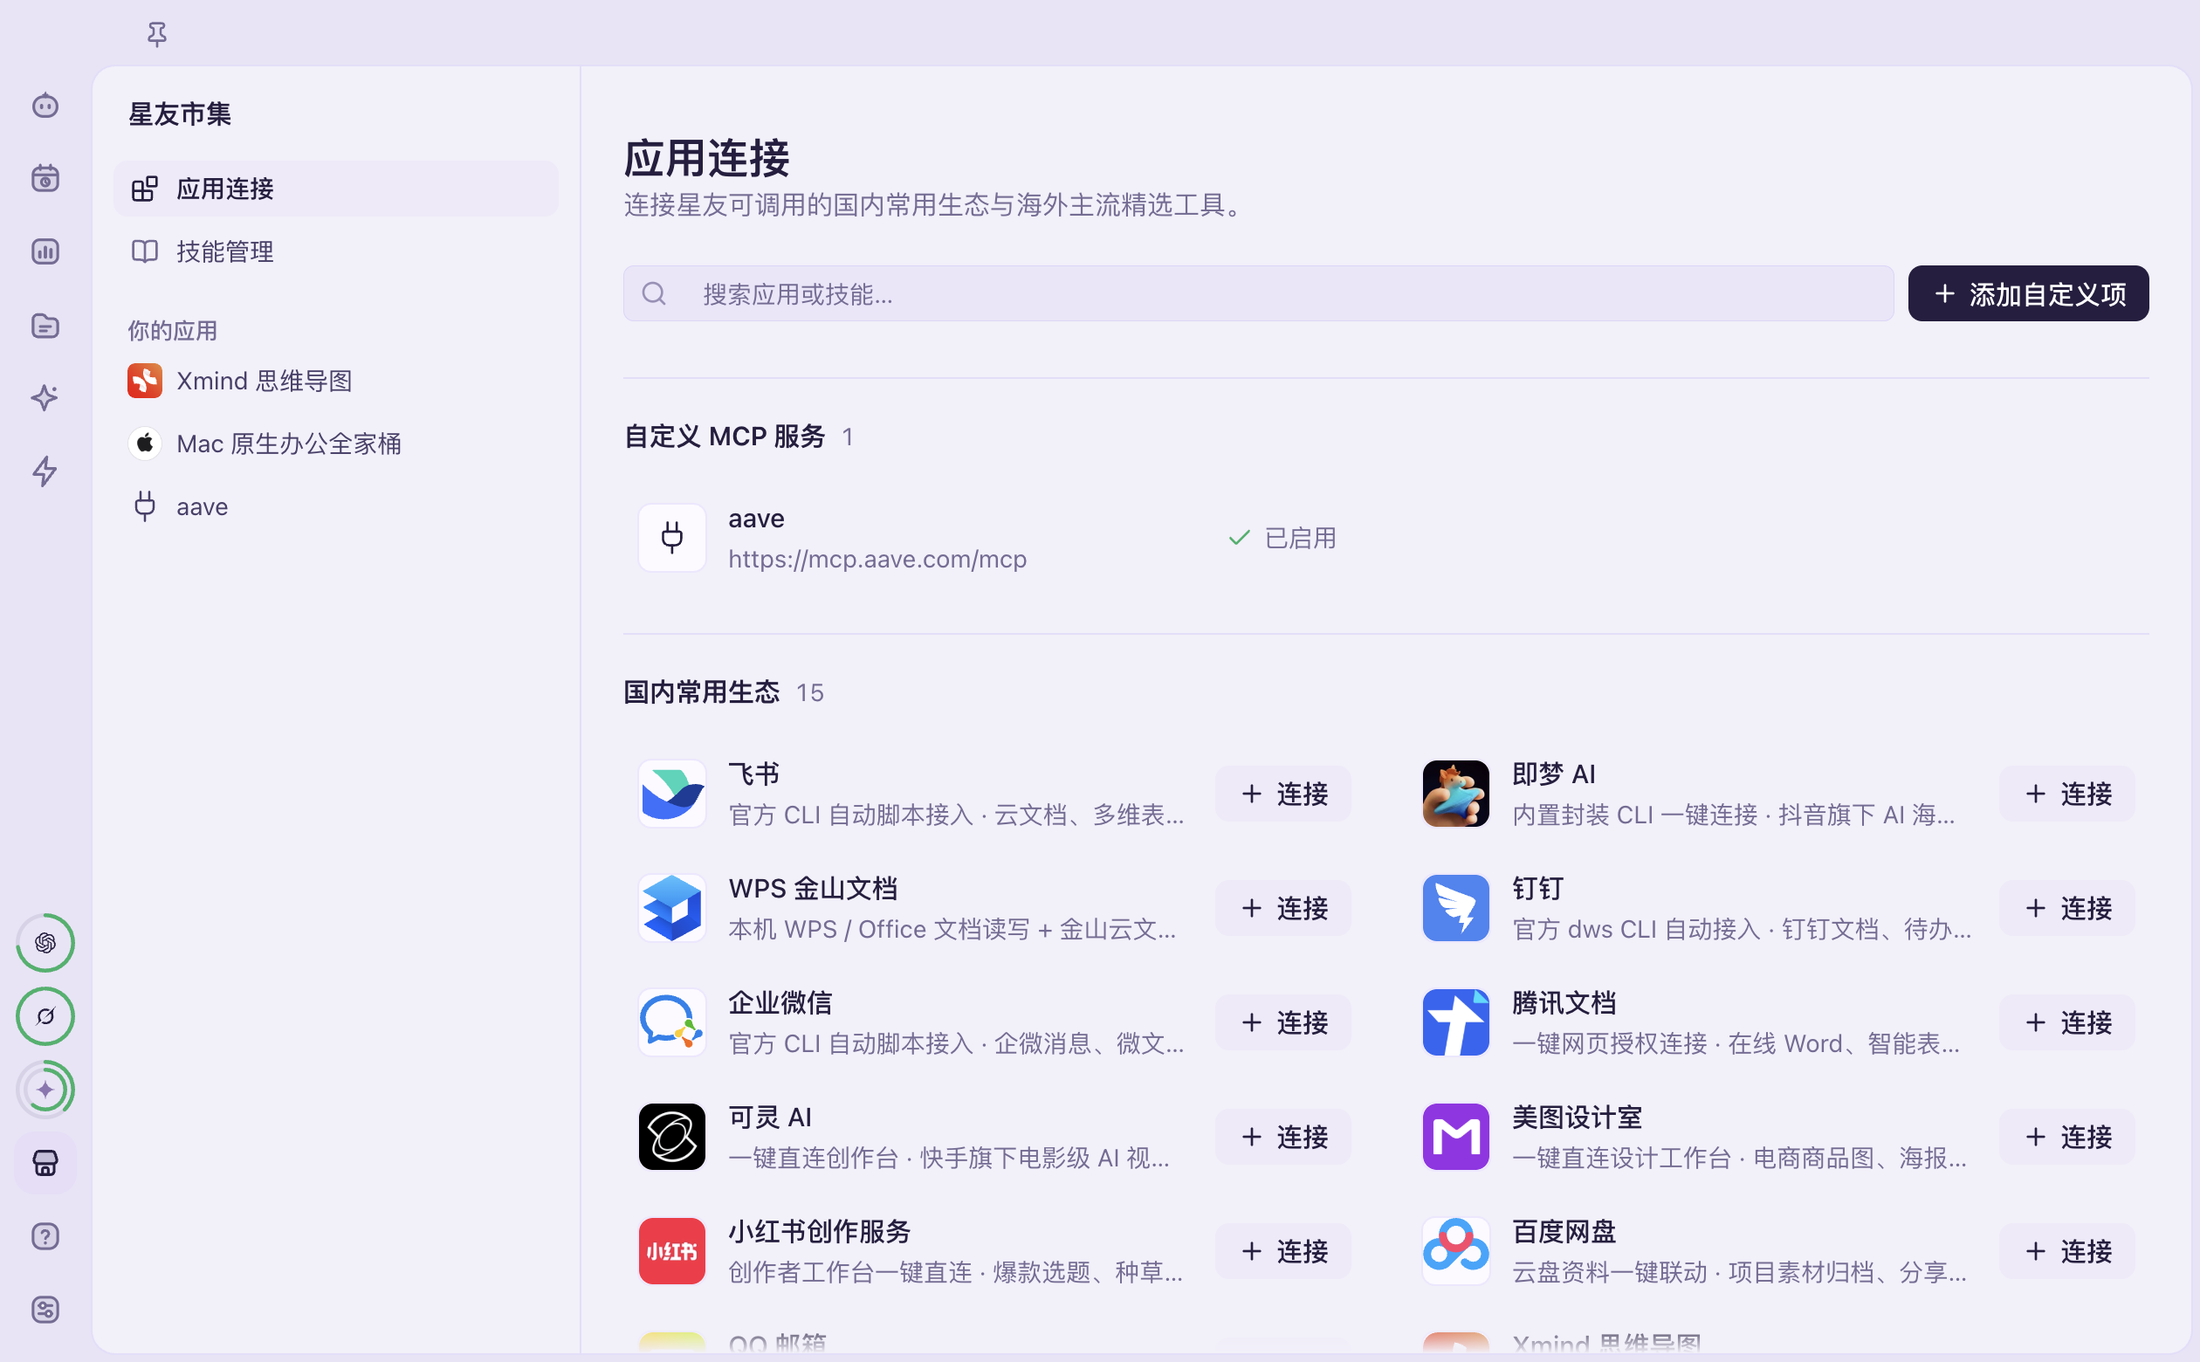 星友市集
应用连接
技能管理
你的应用
Xmind 思维导图
Mac 原生办公全家桶
aave
应用连接
连接星友可调用的国内常用生态与海外主流精选工具。
搜索应用或技能...
+ 添加自定义项
自定义 MCP 服务 1
aave
https://mcp.aave.com/mcp
已启用
国内常用生态 15
飞书
官方 CLI 自动脚本接入 · 云文档、多维表...
+ 连接
即梦 AI
内置封装 CLI 一键连接 · 抖音旗下 AI 海...
+ 连接
WPS 金山文档
本机 WPS / Office 文档读写 + 金山云文...
+ 连接
钉钉
官方 dws CLI 自动接入 · 钉钉文档、待办...
+ 连接
企业微信
官方 CLI 自动脚本接入 · 企微消息、微文...
+ 连接
腾讯文档
一键网页授权连接 · 在线 Word、智能表...
+ 连接
可灵 AI
一键直连创作台 · 快手旗下电影级 AI 视...
+ 连接
美图设计室
一键直连设计工作台 · 电商商品图、海报...
+ 连接
小红书
小红书创作服务
创作者工作台一键直连 · 爆款选题、种草...
+ 连接
百度网盘
云盘资料一键联动 · 项目素材归档、分享...
+ 连接
QQ 邮箱
Xmind 思维导图